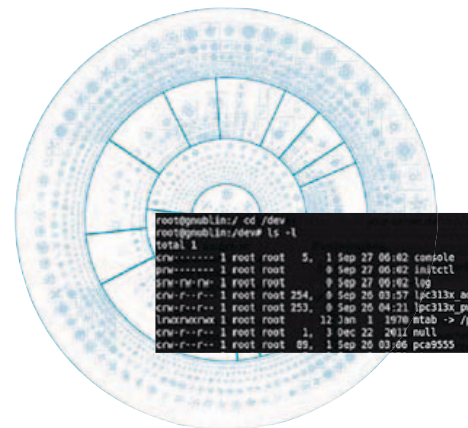 root@gnublin:/ cd /dev
root@gnublin:/dev# ls -l
total 1
crw------- 1 root root 5, 1 Sep 27 06:02 console
prw------- 1 root root 0 Sep 27 06:02 initctl
srw-rw-rw- 1 root root 0 Sep 27 06:02 log
crw-r--r-- 1 root root 254, 0 Sep 26 03:57
crw-r--r-- 1 root root 253, 0 Sep 26 04:21
lrwxrwxrwx 1 root root 12 Jan 1 1970 mtab -> /p
crw-r--r-- 1 root root 1, 3 Dec 22 2011 null
crw-r--r-- 1 root root 89, 1 Sep 26 03:06 pca9555